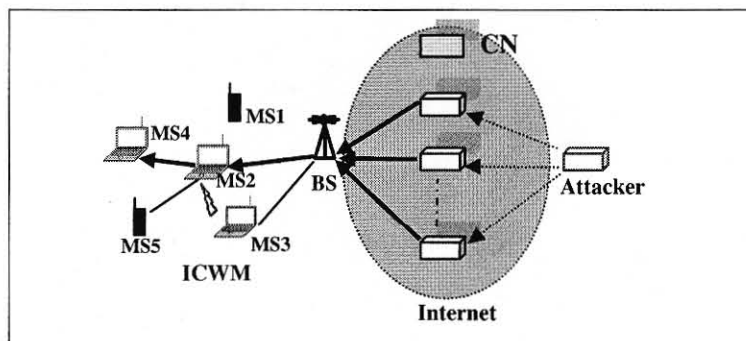 CN
MS1
MS4
MS2
BS
Attacker
MS5
MS3
ICWM
Internet